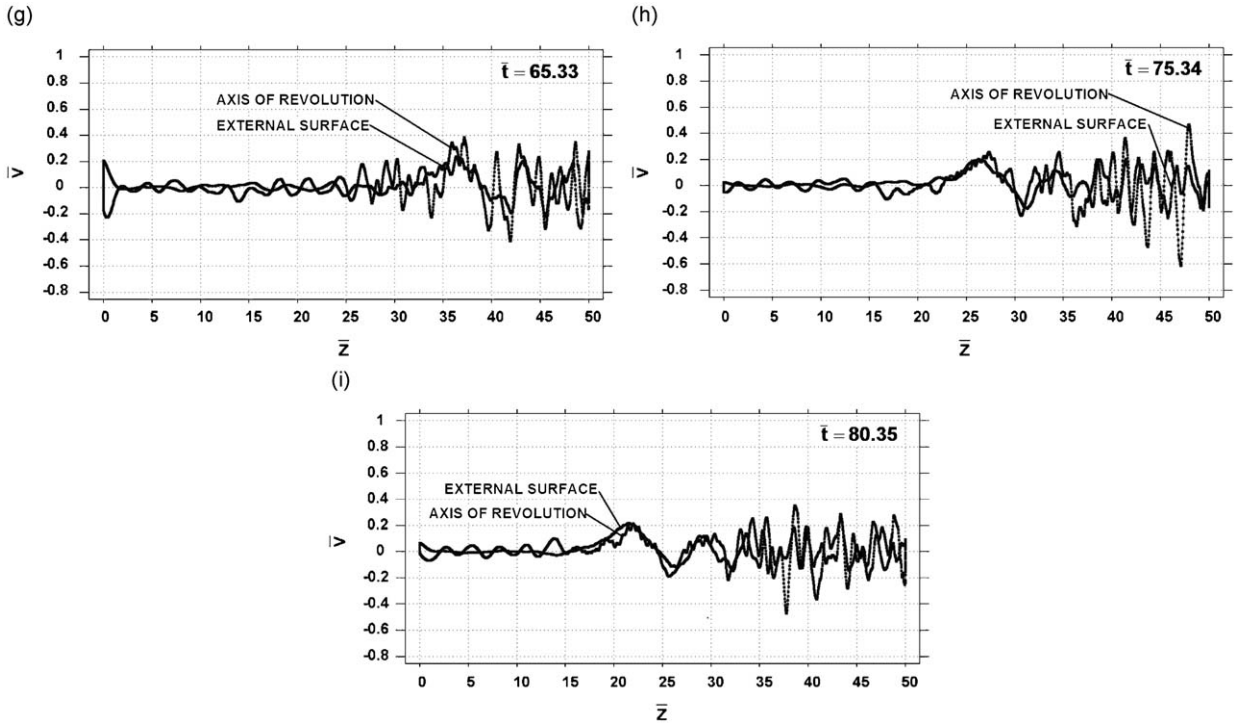 (g)
t̄ = 65.33
AXIS OF REVOLUTION
EXTERNAL SURFACE
v̄
1
0.8
0.6
0.4
0.2
0
-0.2
-0.4
-0.6
-0.8
0 5 10 15 20 25 30 35 40 45 50
z̄
(h)
t̄ = 75.34
AXIS OF REVOLUTION
EXTERNAL SURFACE
v̄
1
0.8
0.6
0.4
0.2
0
-0.2
-0.4
-0.6
-0.8
0 5 10 15 20 25 30 35 40 45 50
z̄
(i)
t̄ = 80.35
EXTERNAL SURFACE
AXIS OF REVOLUTION
v̄
1
0.8
0.6
0.4
0.2
0
-0.2
-0.4
-0.6
-0.8
0 5 10 15 20 25 30 35 40 45 50
z̄